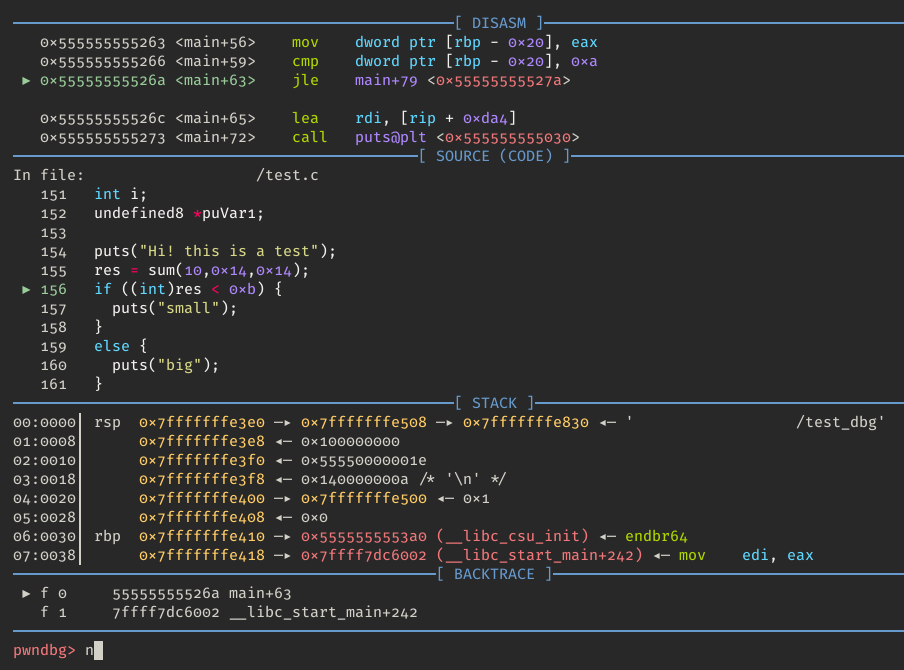 [ DISASM ]
0x555555555263 <main+56> mov dword ptr [rbp - 0x20], eax
0x555555555266 <main+59> cmp dword ptr [rbp - 0x20], 0xa
► 0x55555555526a <main+63> jle main+79 <0x55555555527a>
0x55555555526c <main+65> lea rdi, [rip + 0xda4]
0x555555555273 <main+72> call puts@plt <0x555555555030>
[ SOURCE (CODE) ]
In file: /test.c
151 int i;
152 undefined8 *puVar1;
153
154 puts("Hi! this is a test");
155 res = sum(10,0x14,0x14);
► 156 if ((int)res < 0xb) {
157 puts("small");
158 }
159 else {
160 puts("big");
161 }
[ STACK ]
00:0000│ rsp 0x7fffffffe3e0 —▸ 0x7fffffffe508 —▸ 0x7fffffffe830 ◂— ' /test_dbg'
01:0008│ 0x7fffffffe3e8 ◂— 0x100000000
02:0010│ 0x7fffffffe3f0 ◂— 0x55550000001e
03:0018│ 0x7fffffffe3f8 ◂— 0x140000000a /* '\n' */
04:0020│ 0x7fffffffe400 —▸ 0x7fffffffe500 ◂— 0x1
05:0028│ 0x7fffffffe408 ◂— 0x0
06:0030│ rbp 0x7fffffffe410 —▸ 0x5555555553a0 (__libc_csu_init) ◂— endbr64
07:0038│ 0x7fffffffe418 —▸ 0x7ffff7dc6002 (__libc_start_main+242) ◂— mov edi, eax
[ BACKTRACE ]
► f 0 55555555526a main+63
f 1 7ffff7dc6002 __libc_start_main+242
pwndbg> n